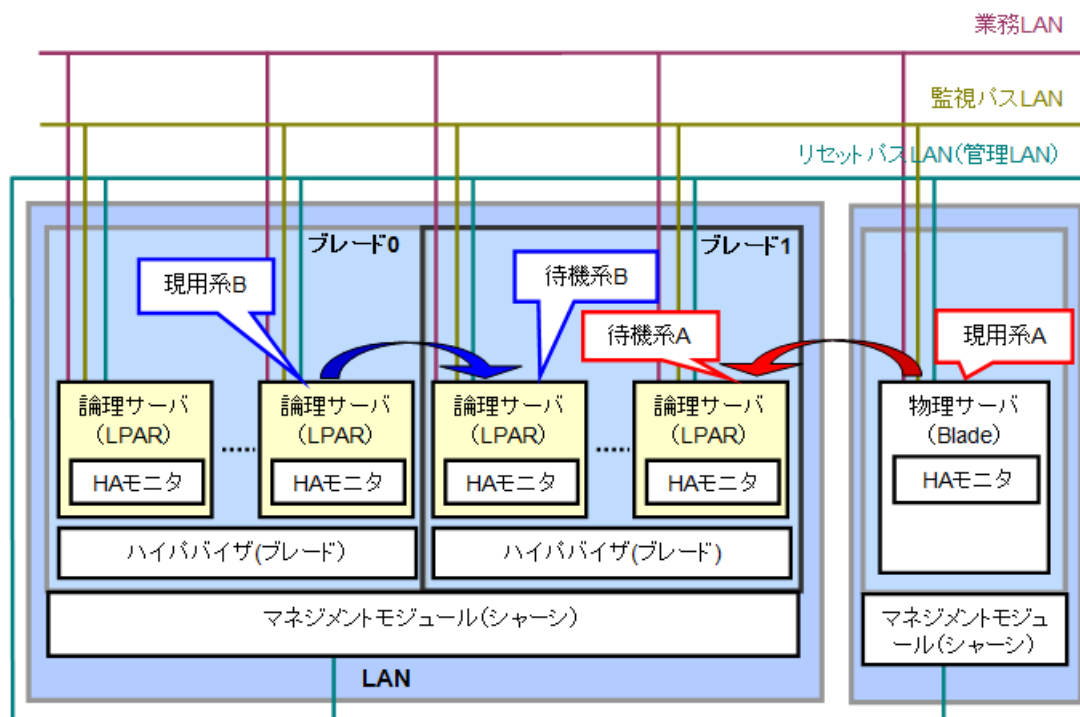 業務LAN
監視パスLAN
リセットパスLAN(管理LAN)
ブレード0
ブレード1
現用系B
待機系B
待機系A
現用系A
論理サーバ
(LPAR)
HAモニタ
論理サーバ
(LPAR)
HAモニタ
論理サーバ
(LPAR)
HAモニタ
論理サーバ
(LPAR)
HAモニタ
物理サーバ
(Blade)
HAモニタ
……
……
ハイパバイザ(ブレード)
ハイパバイザ(ブレード)
マネジメントモジュール(シャーシ)
マネジメントモジュ
ール(シャーシ)
LAN